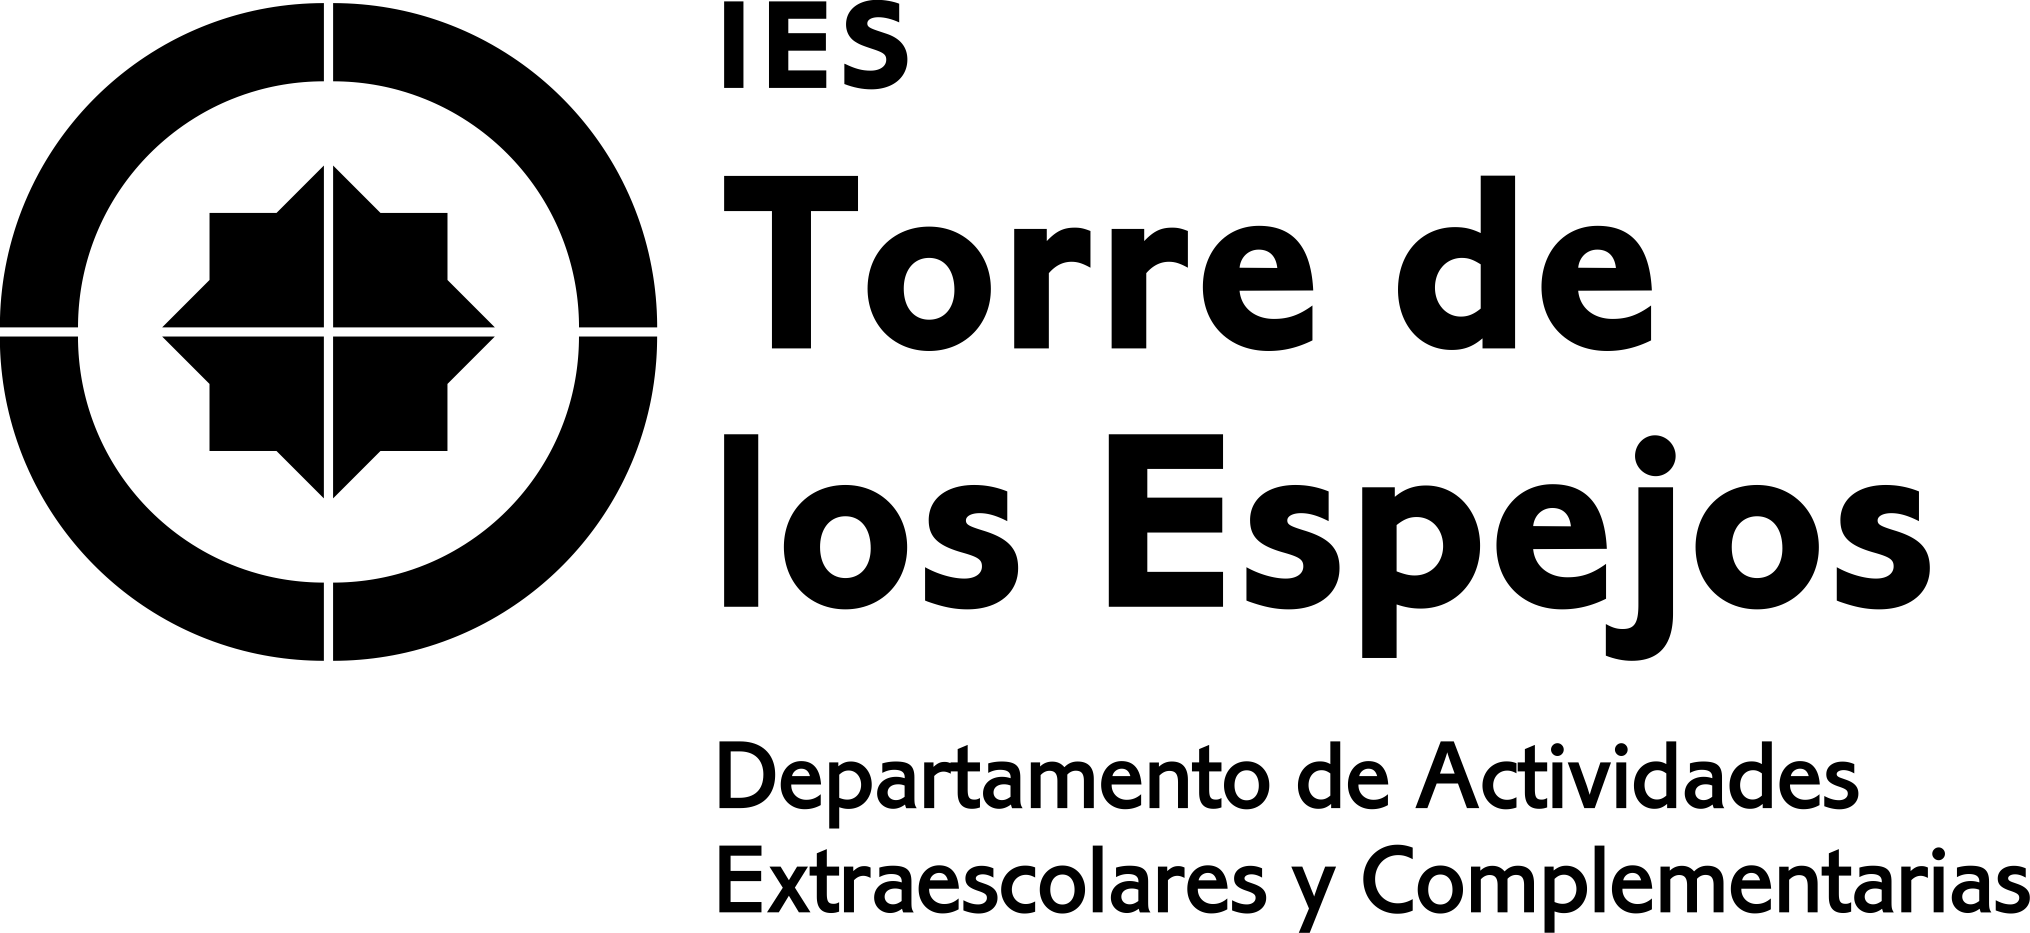 IES
Torre de
los Espejos
Departamento de Actividades
Extraescolares y Complementarias